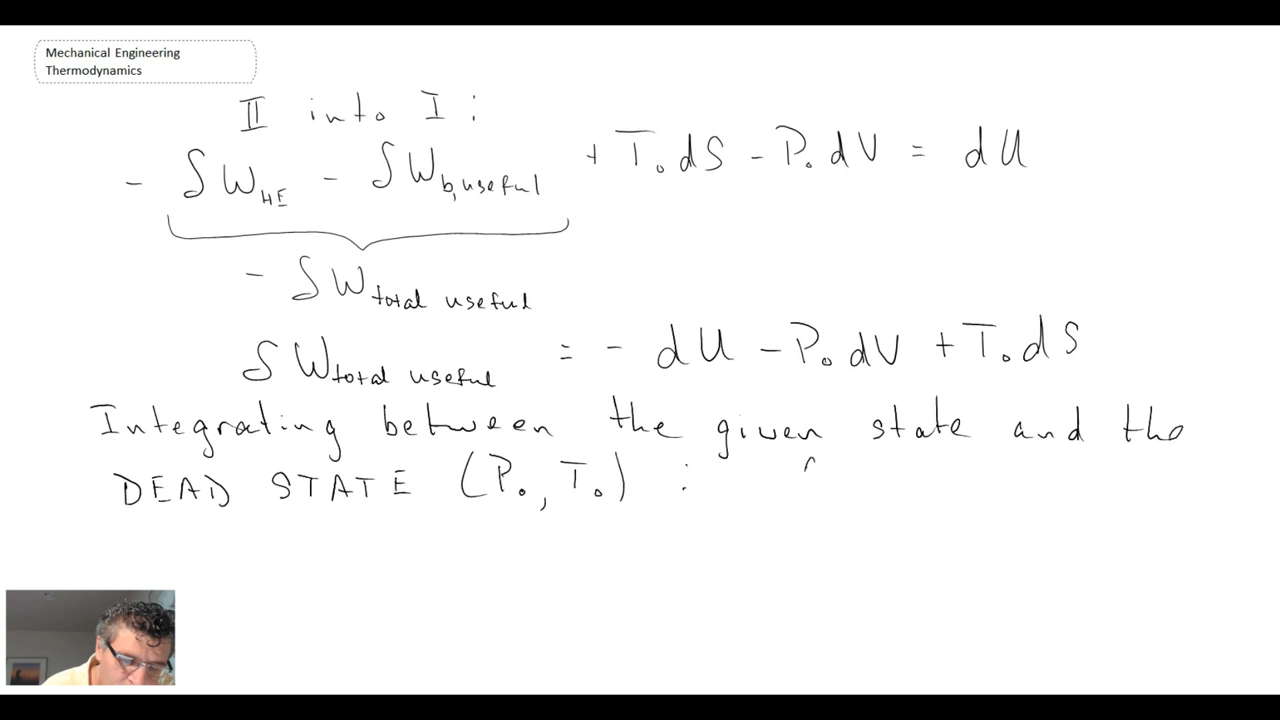 Mechanical Engineering
Thermodynamics
II into I :
- δW_HE - δW_b,useful + T₀dS - P₀dV = dU
- δW_total useful
δW_total useful = - dU - P₀dV + T₀dS
Integrating between the given state and the
DEAD STATE (P₀, T₀) :